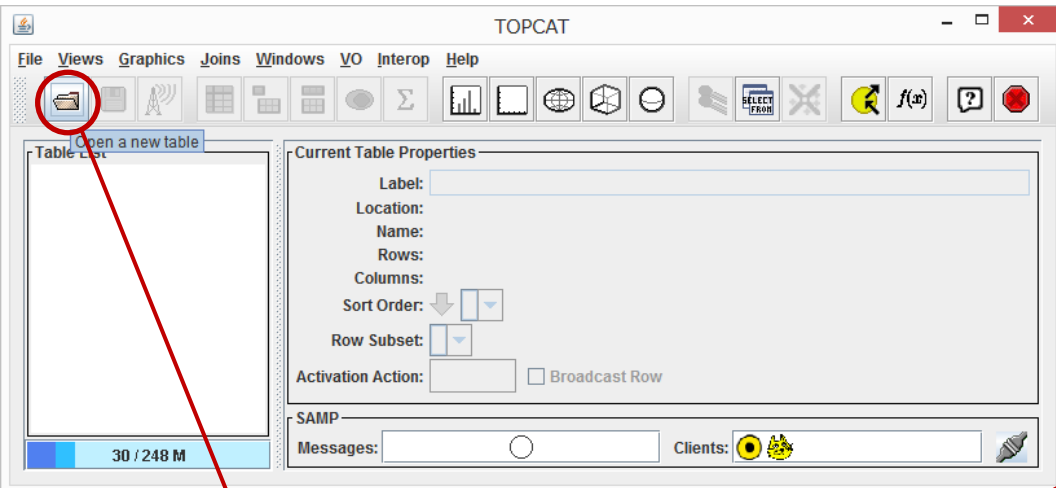 TOPCAT
File Views Graphics Joins Windows VO Interop Help
Σ SELECT FROM f(x) ?
Open a new table
Table List
Current Table Properties
Label:
Location:
Name:
Rows:
Columns:
Sort Order:
Row Subset:
Activation Action: Broadcast Row
SAMP
Messages: Clients:
30 / 248 M